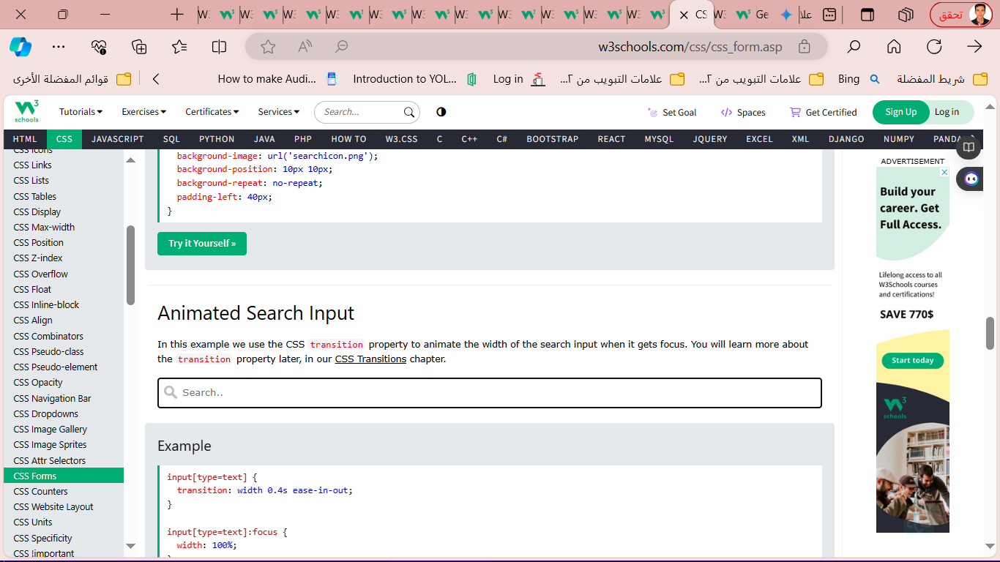 تحقق
CS
Ge
علا
w3schools.com/css/css_form.asp
شريط المفضلة
Bing
علامات التبويب من ٢...
علامات التبويب من ٢...
Log in
Introduction to YOL...
How to make Audi...
قوائم المفضلة الأخرى
W3 schools
Tutorials
Exercises
Certificates
Services
Search...
Set Goal
Spaces
Get Certified
Sign Up
Log in
HTML CSS JAVASCRIPT SQL PYTHON JAVA PHP HOW TO W3.CSS C C++ C# BOOTSTRAP REACT MYSQL JQUERY EXCEL XML DJANGO NUMPY PANDA
CSS Icons
CSS Links
CSS Lists
CSS Tables
CSS Display
CSS Max-width
CSS Position
CSS Z-index
CSS Overflow
CSS Float
CSS Inline-block
CSS Align
CSS Combinators
CSS Pseudo-class
CSS Pseudo-element
CSS Opacity
CSS Navigation Bar
CSS Dropdowns
CSS Image Gallery
CSS Image Sprites
CSS Attr Selectors
CSS Forms
CSS Counters
CSS Website Layout
CSS Units
CSS Specificity
CSS !important
background-image: url('searchicon.png');
background-position: 10px 10px;
background-repeat: no-repeat;
padding-left: 40px;
}
Try it Yourself »
Animated Search Input
In this example we use the CSS transition property to animate the width of the search input when it gets focus. You will learn more about
the transition property later, in our CSS Transitions chapter.
Search..
Example
input[type=text] {
transition: width 0.4s ease-in-out;
}
input[type=text]:focus {
width: 100%;
}
ADVERTISEMENT
Build your
career. Get
Full Access.
Lifelong access to all
W3Schools courses
and certifications!
SAVE 770$
Start today
W3 schools